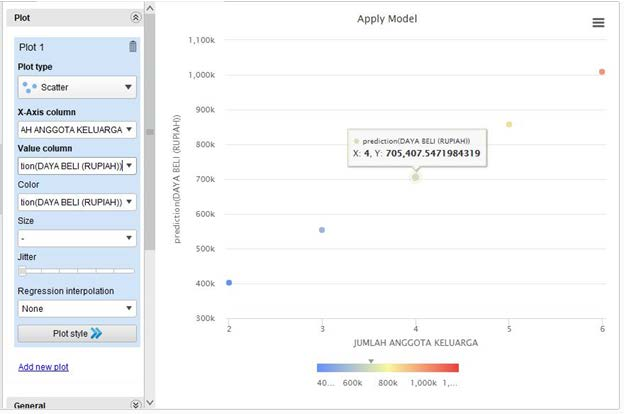 Plot
Plot 1
Plot type
Scatter
X-Axis column
AH ANGGOTA KELUARGA
Value column
tion(DAYA BELI (RUPIAH))
Color
tion(DAYA BELI (RUPIAH))
Size
-
Jitter
Regression interpolation
None
Plot style
Add new plot
General
Apply Model
1,100k
1,000k
900k
800k
700k
600k
500k
400k
300k
prediction(DAYA BELI (RUPIAH))
prediction(DAYA BELI (RUPIAH))
X: 4, Y: 705,407.5471984319
2 3 4 5 6
JUMLAH ANGGOTA KELUARGA
40... 600k 800k 1,000k 1,...